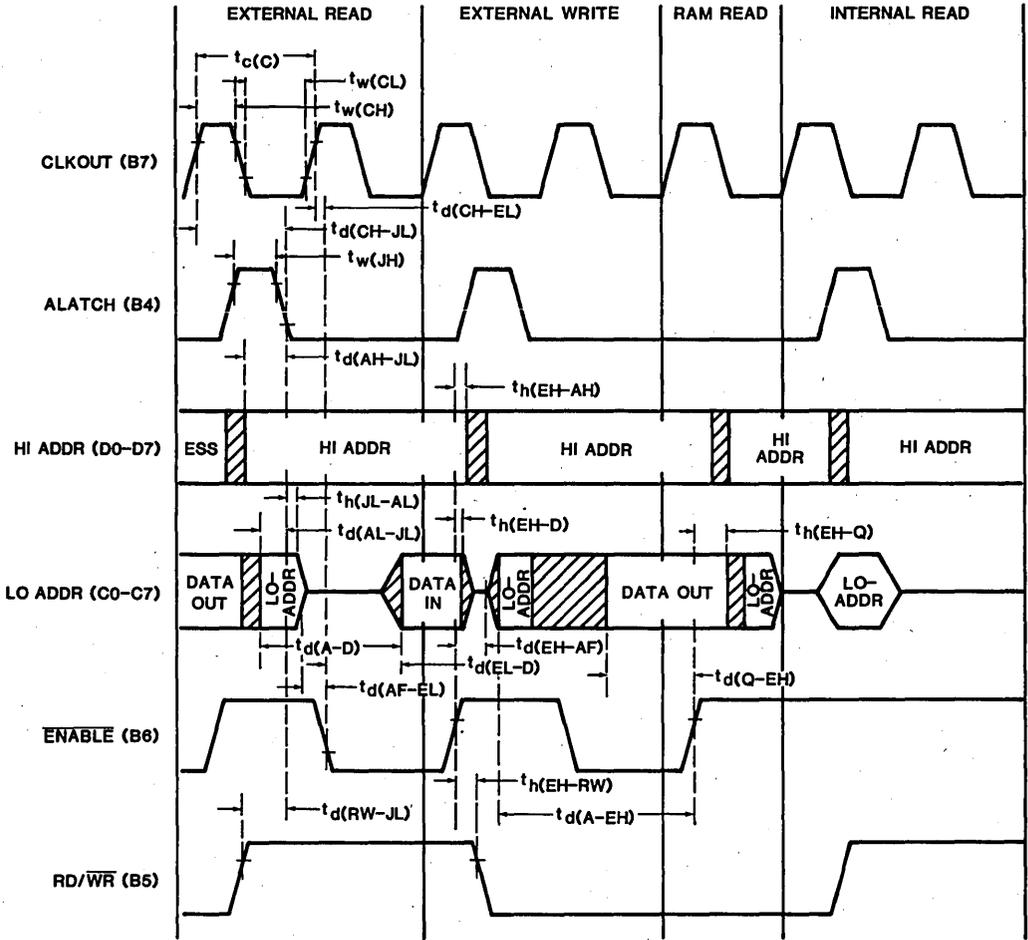 EXTERNAL READ EXTERNAL WRITE RAM READ INTERNAL READ
tc(C)
tw(CL)
tw(CH)
CLKOUT (B7)
td(CH–EL)
td(CH–JL)
tw(JH)
ALATCH (B4)
td(AH–JL)
th(EH–AH)
HI ADDR (D0–D7) ESS HI ADDR HI ADDR HI ADDR HI ADDR
th(JL–AL)
th(EH–D)
td(AL–JL)
th(EH–Q)
LO ADDR (C0–C7) DATA OUT LO-ADDR DATA IN LO-ADDR DATA OUT LO-ADDR LO-ADDR
td(A–D)
td(EH–AF)
td(EL–D)
td(Q–EH)
td(AF–EL)
ENABLE (B6)
th(EH–RW)
td(RW–JL)
td(A–EH)
RD/WR (B5)